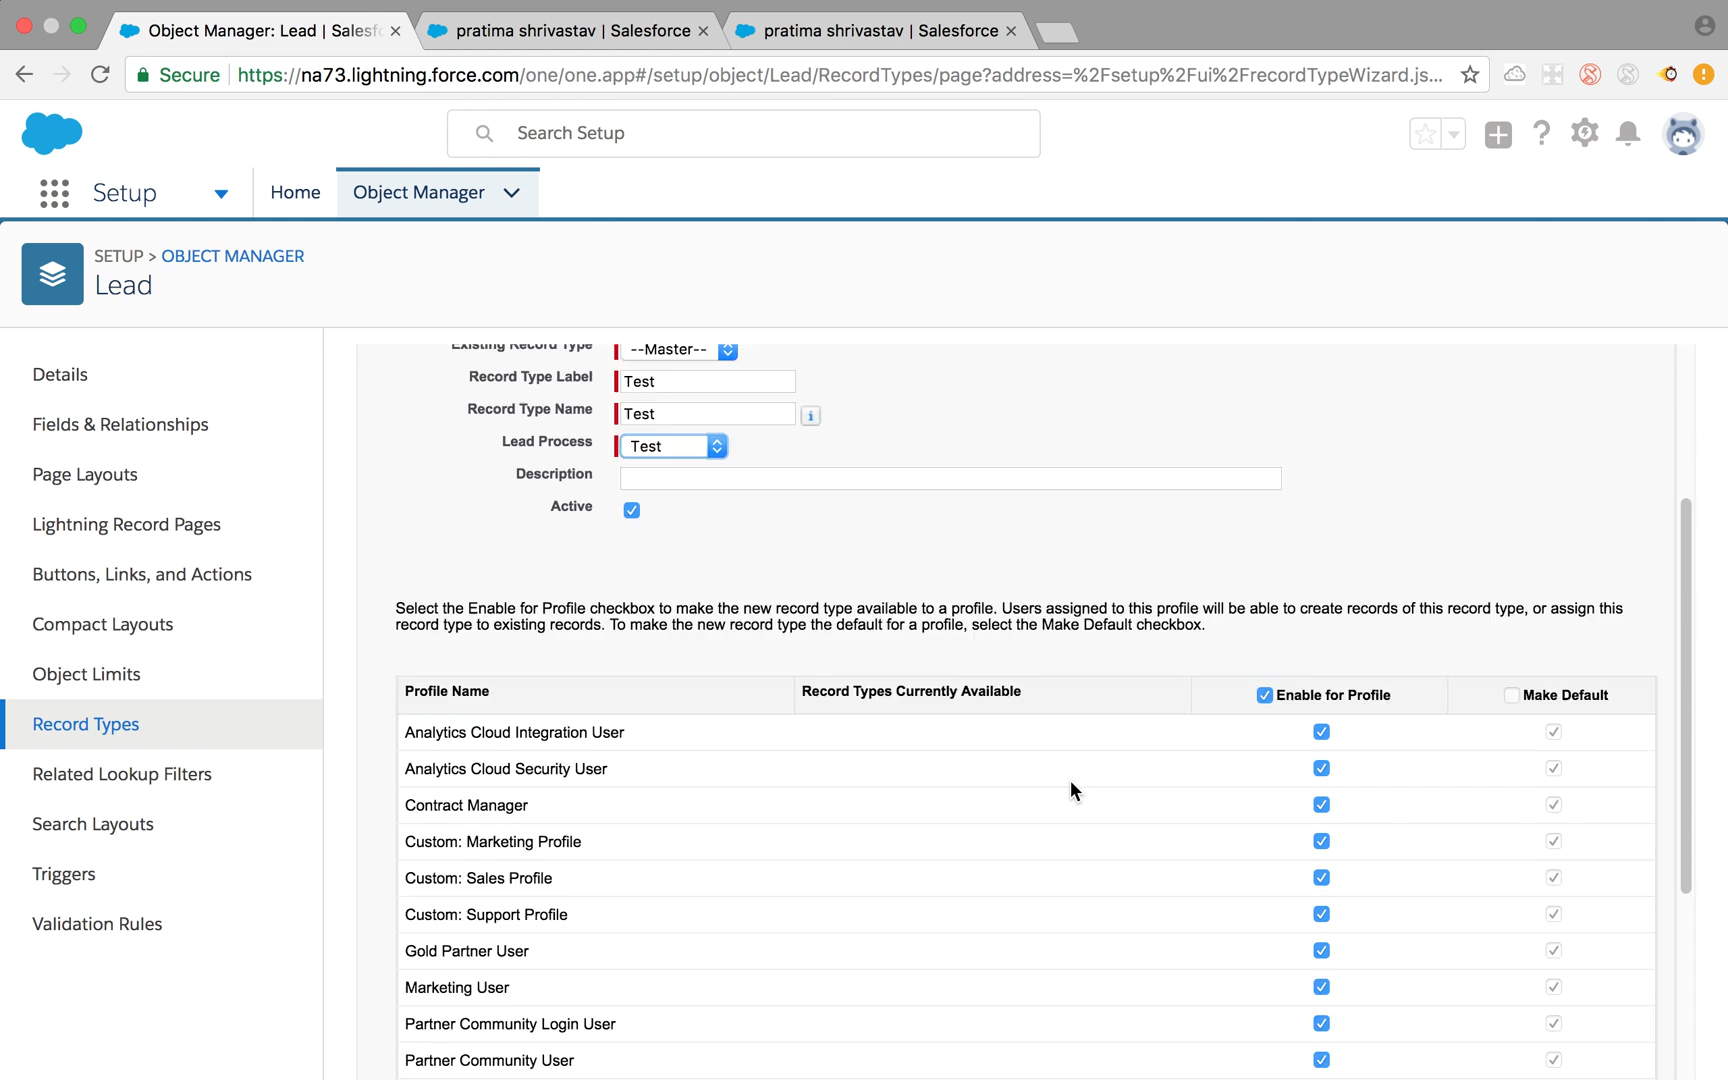 Object Manager: Lead | Salesf
pratima shrivastav | Salesforce
pratima shrivastav | Salesforce
Secure
https://na73.lightning.force.com/one/one.app#/setup/object/Lead/RecordTypes/page?address=%2Fsetup%2Fui%2FrecordTypeWizard.js...
Search Setup
Setup
Home
Object Manager
SETUP > OBJECT MANAGER
Lead
Details
Fields & Relationships
Page Layouts
Lightning Record Pages
Buttons, Links, and Actions
Compact Layouts
Object Limits
Record Types
Related Lookup Filters
Search Layouts
Triggers
Validation Rules
Existing Record Type --Master--
Record Type Label Test
Record Type Name Test
Lead Process Test
Description
Active
Select the Enable for Profile checkbox to make the new record type available to a profile. Users assigned to this profile will be able to create records of this record type, or assign this
record type to existing records. To make the new record type the default for a profile, select the Make Default checkbox.
Profile Name Record Types Currently Available Enable for Profile Make Default
Analytics Cloud Integration User
Analytics Cloud Security User
Contract Manager
Custom: Marketing Profile
Custom: Sales Profile
Custom: Support Profile
Gold Partner User
Marketing User
Partner Community Login User
Partner Community User